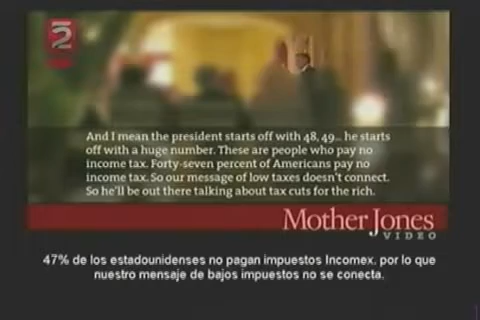 2
And I mean the president starts off with 48, 49... he starts
off with a huge number. These are people who pay no
income tax. Forty-seven percent of Americans pay no
income tax. So our message of low taxes doesn't connect.
So he'll be out there talking about tax cuts for the rich.
Mother Jones
VIDEO
47% de los estadounidenses no pagan impuestos Incomex. por lo que
nuestro mensaje de bajos impuestos no se conecta.